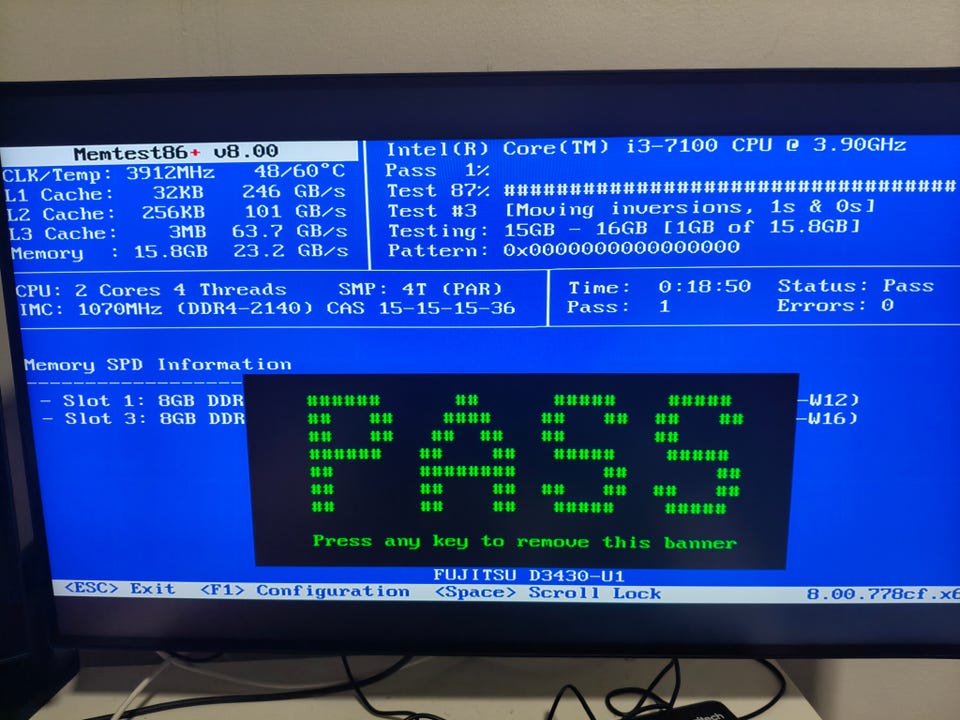 Memtest86+ v8.00
Intel(R) Core(TM) i3-7100 CPU @ 3.90GHz
CLK/Temp: 3912MHz 48/60°C
Pass 1%
L1 Cache: 32KB 246 GB/s
Test 87% ###################################
L2 Cache: 256KB 101 GB/s
Test #3 [Moving inversions, 1s & 0s]
L3 Cache: 3MB 63.7 GB/s
Testing: 15GB - 16GB [1GB of 15.8GB]
Memory : 15.8GB 23.2 GB/s
Pattern: 0x0000000000000000
CPU: 2 Cores 4 Threads SMP: 4T (PAR)
Time: 0:18:50 Status: Pass
IMC: 1070MHz (DDR4-2140) CAS 15-15-15-36
Pass: 1 Errors: 0
Memory SPD Information
- Slot 1: 8GB DDR -W12)
- Slot 3: 8GB DDR -W16)
PASS
Press any key to remove this banner
FUJITSU D3430-U1
<ESC> Exit <F1> Configuration <Space> Scroll Lock 8.00.778cf.x6